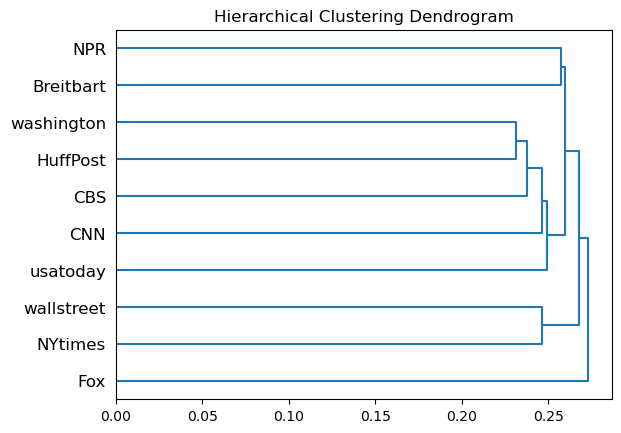 Hierarchical Clustering Dendrogram
NPR
Breitbart
washington
HuffPost
CBS
CNN
usatoday
wallstreet
NYtimes
Fox
0.00 0.05 0.10 0.15 0.20 0.25